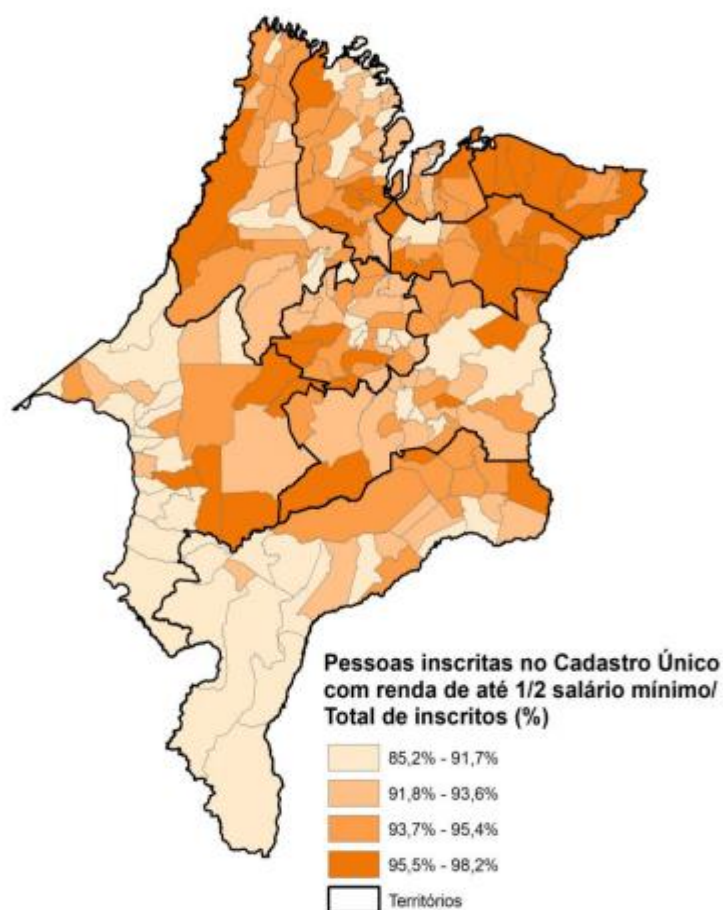 Pessoas inscritas no Cadastro Único
com renda de até 1/2 salário mínimo/
Total de inscritos (%)
85,2% - 91,7%
91,8% - 93,6%
93,7% - 95,4%
95,5% - 98,2%
Territórios